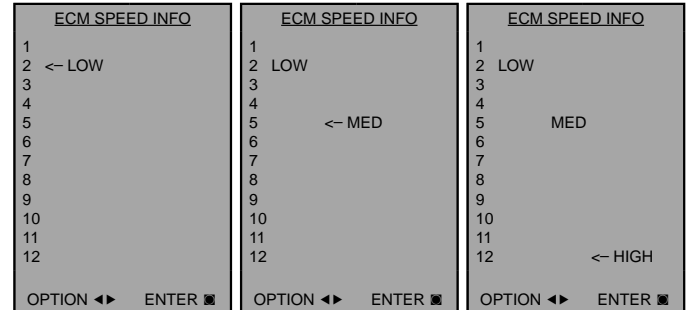 ECM SPEED INFO
1
2 <– LOW
3
4
5
6
7
8
9
10
11
12
OPTION ◀▶ ENTER ◙
ECM SPEED INFO
1
2 LOW
3
4
5 <– MED
6
7
8
9
10
11
12
OPTION ◀▶ ENTER ◙
ECM SPEED INFO
1
2 LOW
3
4
5 MED
6
7
8
9
10
11
12 <– HIGH
OPTION ◀▶ ENTER ◙